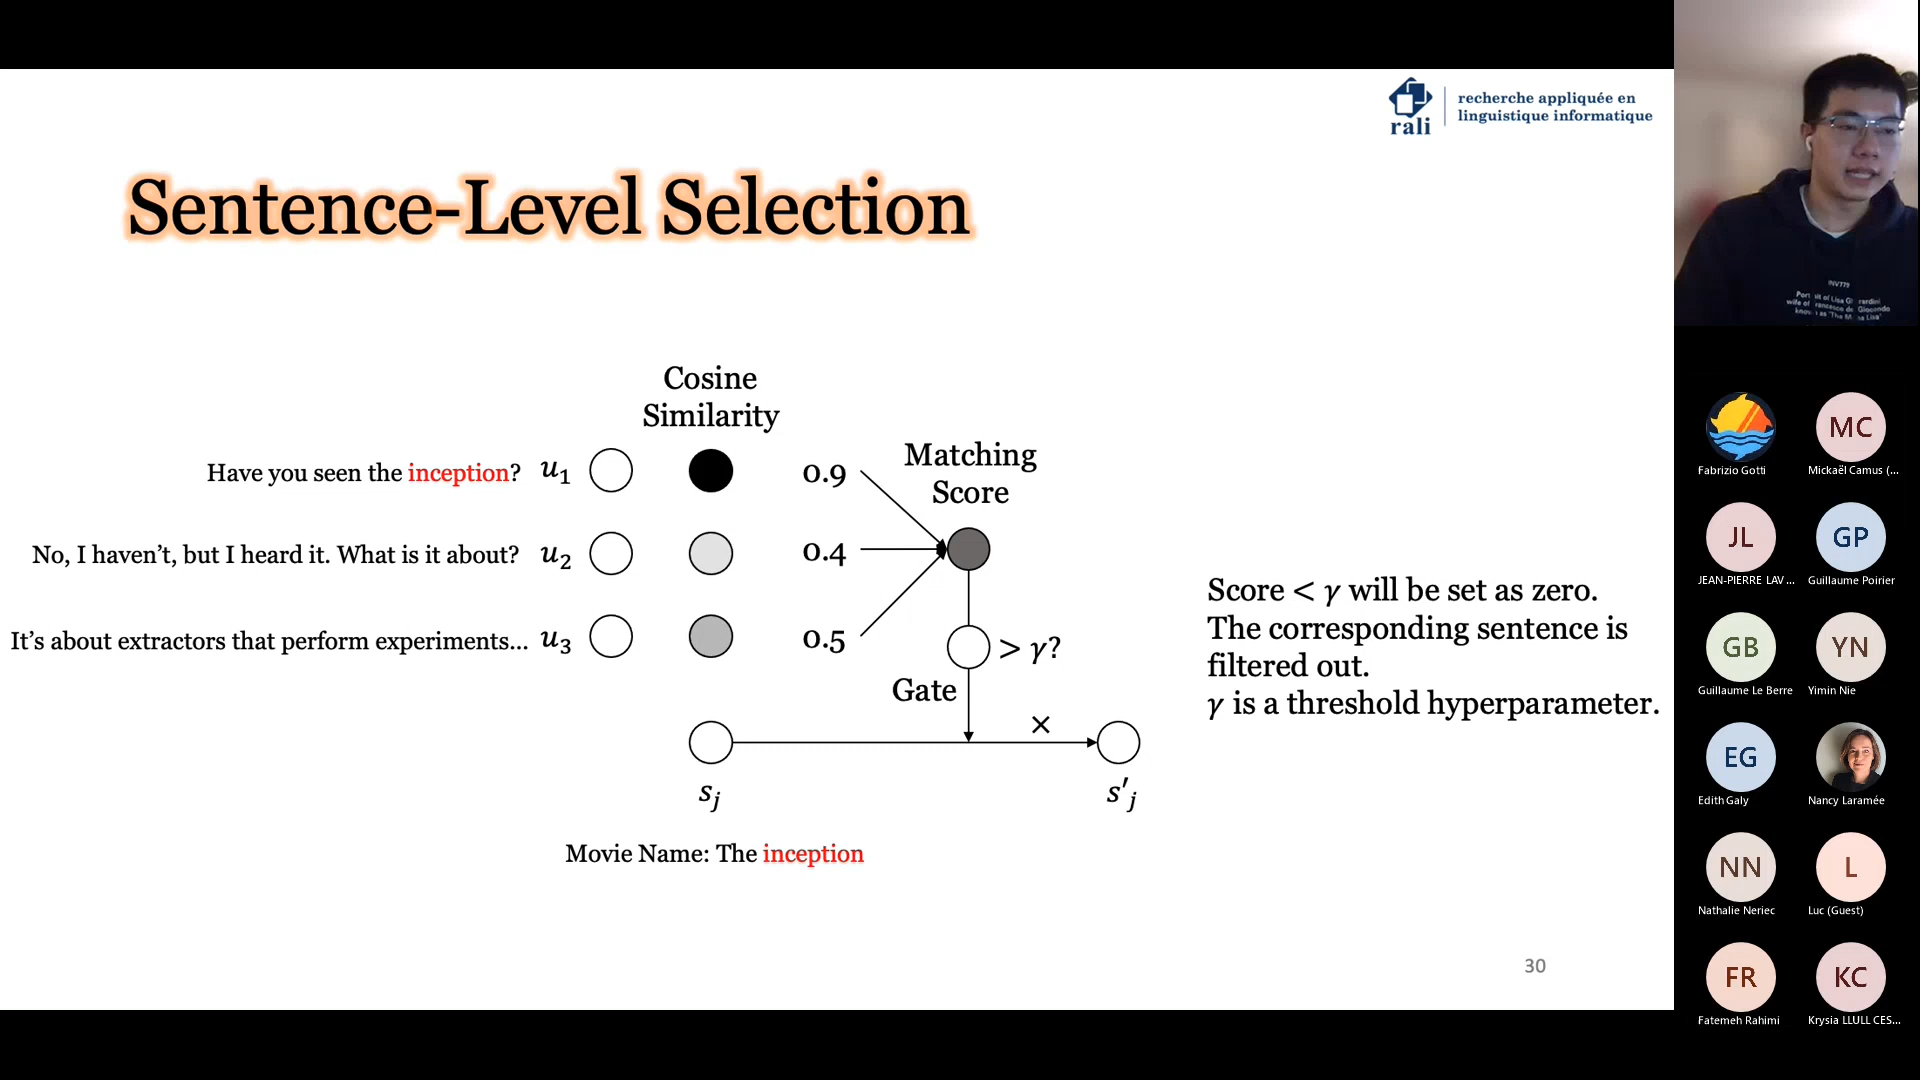 rali
recherche appliquée en
linguistique informatique
Sentence-Level Selection
Cosine
Similarity
Matching
Score
Have you seen the inception? u₁ 0.9
No, I haven’t, but I heard it. What is it about? u₂ 0.4
It’s about extractors that perform experiments... u₃ 0.5
> γ?
Gate
×
sⱼ
s′ⱼ
Movie Name: The inception
Score < γ will be set as zero.
The corresponding sentence is
filtered out.
γ is a threshold hyperparameter.
30
INV???
wife of
Fabrizio Gotti
MC
Mickaël Camus (...
JL
JEAN-PIERRE LAV...
GP
Guillaume Poirier
GB
Guillaume Le Berre
YN
Yimin Nie
EG
Edith Galy
Nancy Laramée
NN
Nathalie Neriec
L
Luc (Guest)
FR
Fatemeh Rahimi
KC
Krysia LLULL CES...